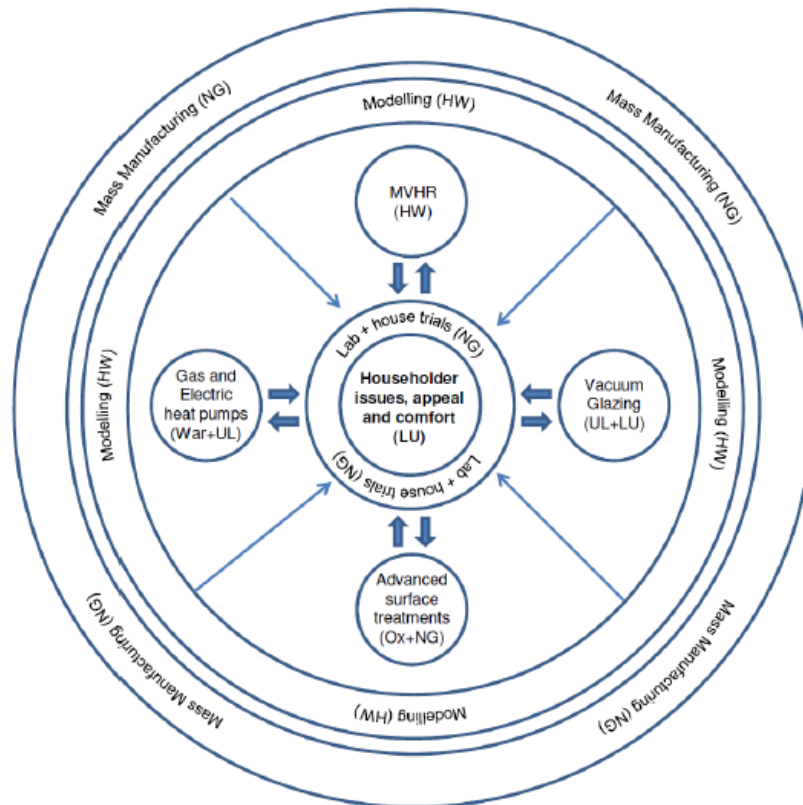 Mass Manufacturing (NG)
Mass Manufacturing (NG)
Modelling (HW)
MVHR
(HW)
Lab + house trials (NG)
Modelling (HW)
Gas and
Electric
heat pumps
(War+UL)
Householder
issues, appeal
and comfort
(LU)
Vacuum
Glazing
(UL+LU)
Modelling (HW)
Lab + house trials (NG)
Advanced
surface
treatments
(Ox+NG)
Mass Manufacturing (NG)
Modelling (HW)
Mass Manufacturing (NG)